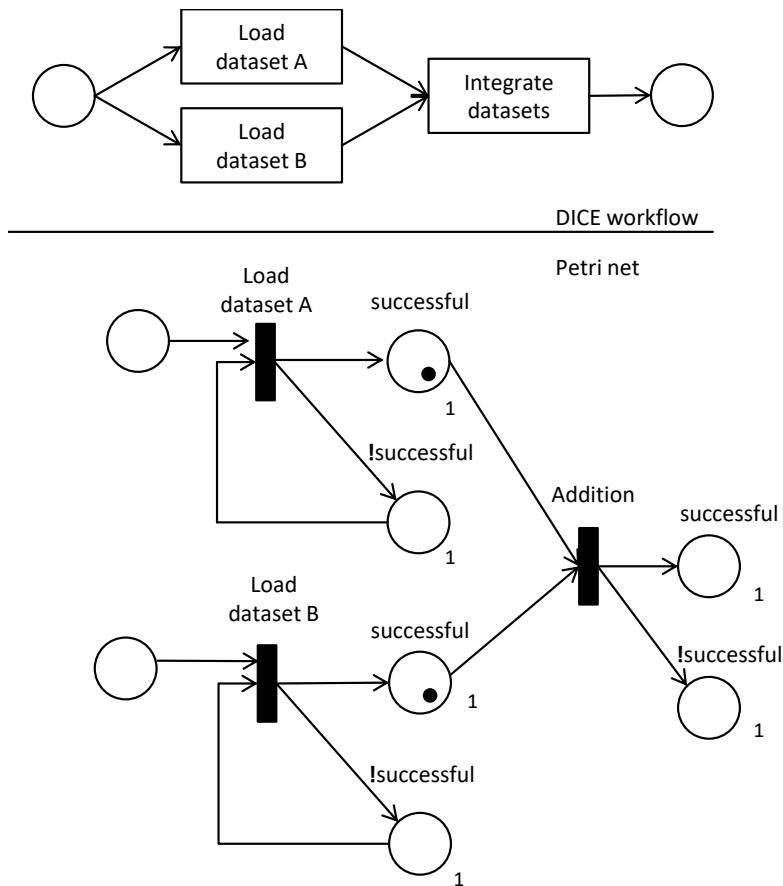 Load
dataset A
Load
dataset B
Integrate
datasets
DICE workflow
Petri net
Load
dataset A
successful
1
!successful
1
Addition
successful
1
Load
dataset B
successful
1
!successful
1
!successful
1